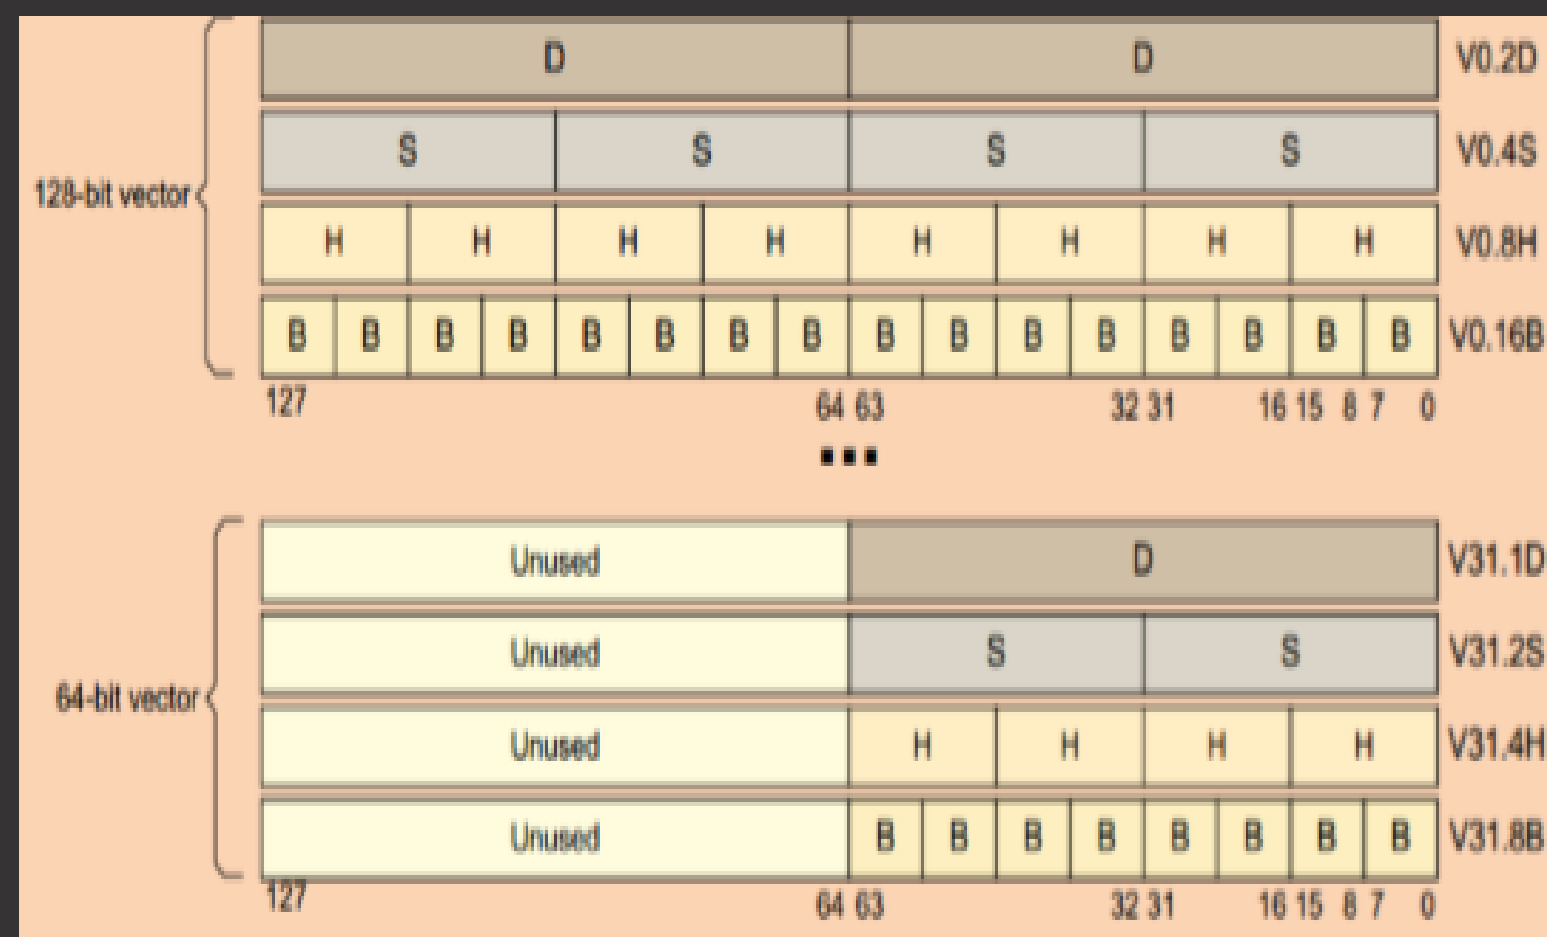 D D V0.2D
S S S S V0.4S
128-bit vector
H H H H H H H H V0.8H
B B B B B B B B B B B B B B B B V0.16B
127 64 63 32 31 16 15 8 7 0
...
Unused D V31.1D
Unused S S V31.2S
64-bit vector
Unused H H H H V31.4H
Unused B B B B B B B B V31.8B
127 64 63 32 31 16 15 8 7 0